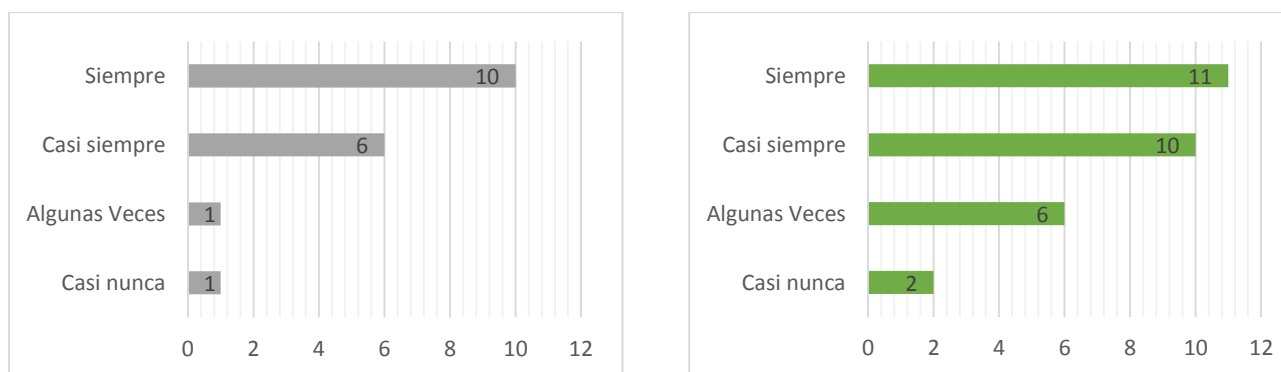 Siempre 10
Casi siempre 6
Algunas Veces 1
Casi nunca 1
0 2 4 6 8 10 12
Siempre 11
Casi siempre 10
Algunas Veces 6
Casi nunca 2
0 2 4 6 8 10 12